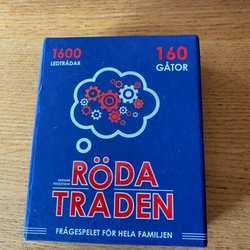 1600
LEDTRÅDAR
160
GÅTOR
RÖDA
TRÅDEN
FRÅGESPELET FÖR HELA FAMILJEN